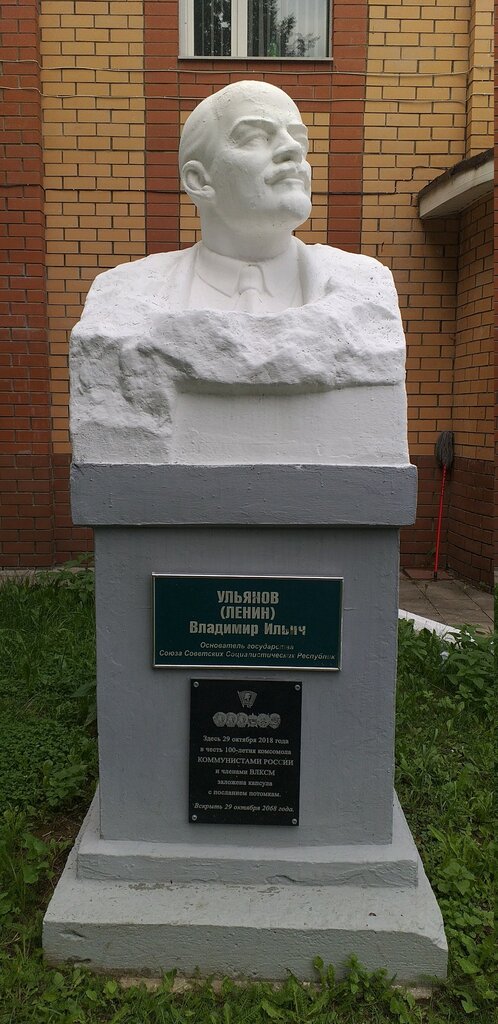 УЛЬЯНОВ
(ЛЕНИН)
Владимир Ильич
Основатель государства
Союза Советских Социалистических Республик
Здесь 29 октября 2018 года
в честь 100-летия комсомола
КОММУНИСТАМИ РОССИИ
и членами ВЛКСМ
заложена капсула
с посланием потомкам.
Вскрыть 29 октября 2068 года.